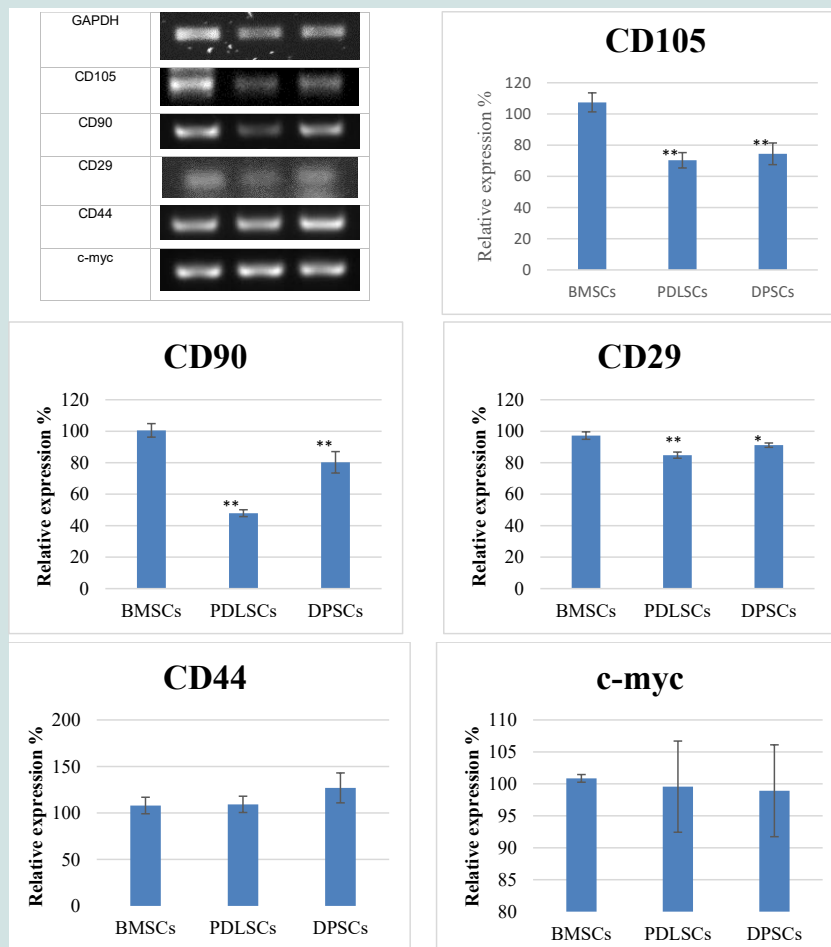 GAPDH
CD105
CD90
CD29
CD44
c-myc
CD105
Relative expression %
120
100
80
60
40
20
0
**
**
BMSCs PDLSCs DPSCs
CD90
Relative expression %
120
100
80
60
40
20
0
**
**
BMSCs PDLSCs DPSCs
CD29
Relative expression %
120
100
80
60
40
20
0
**
*
BMSCs PDLSCs DPSCs
CD44
Relative expression %
200
150
100
50
0
BMSCs PDLSCs DPSCs
c-myc
Relative expression %
110
105
100
95
90
85
80
BMSCs PDLSCs DPSCs